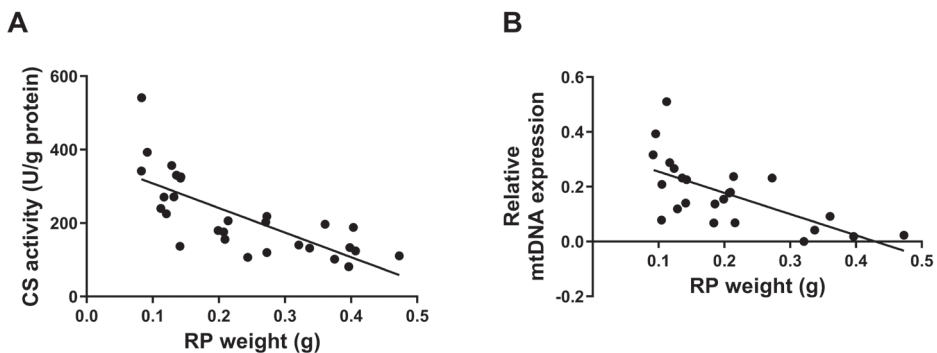 A
CS activity (U/g protein)
600
400
200
0
0.0 0.1 0.2 0.3 0.4 0.5
RP weight (g)
B
Relative
mtDNA expression
0.6
0.4
0.2
0.0
-0.2
0.1 0.2 0.3 0.4 0.5
RP weight (g)